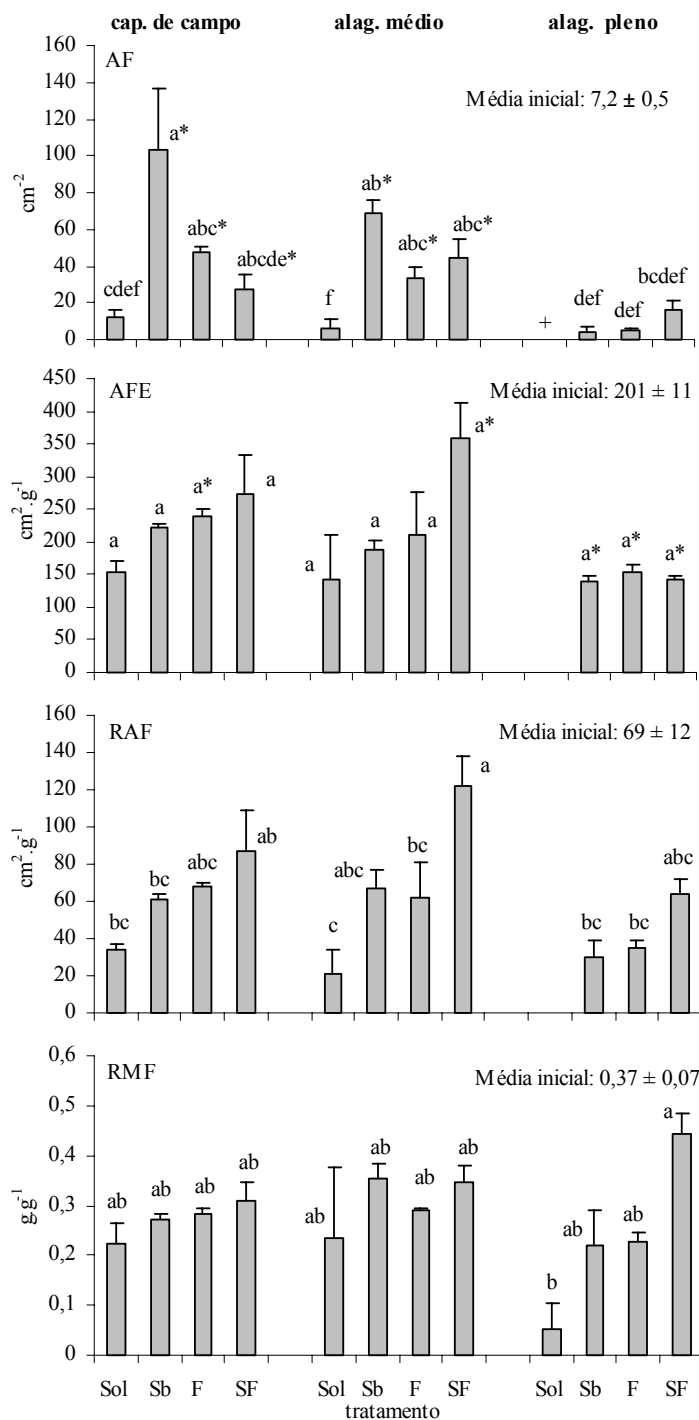 cap. de campo alag. médio alag. pleno
AF
Média inicial: 7,2 ± 0,5
160
140
120
100
80
60
40
20
0
cm-2
cdef a* abc* abcde* f ab* abc* abc* + def def bcdef
AFE
Média inicial: 201 ± 11
450
400
350
300
250
200
150
100
50
0
cm2.g-1
a a a* a a a a a* a* a* a*
RAF
Média inicial: 69 ± 12
160
140
120
100
80
60
40
20
0
cm2.g-1
bc bc abc ab c abc bc a bc bc abc
RMF
Média inicial: 0,37 ± 0,07
0,6
0,5
0,4
0,3
0,2
0,1
0
g.g-1
ab ab ab ab ab ab ab ab b ab ab a
Sol Sb F SF Sol Sb F SF Sol Sb F SF
tratamento